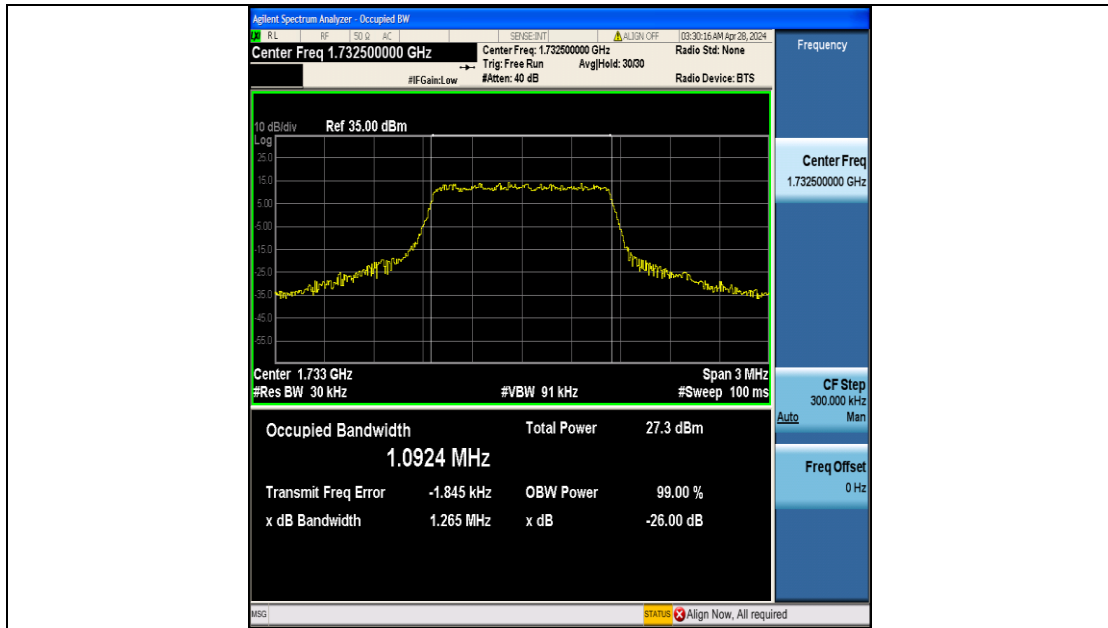 Agilent Spectrum Analyzer - Occupied BW
RL RF 50 Ω AC SENSE:INT ALIGN OFF 03:30:16 AM Apr 28, 2024
Center Freq 1.732500000 GHz
Center Freq: 1.732500000 GHz Radio Std: None
Trig: Free Run Avg|Hold: 30/30
#IFGain:Low #Atten: 40 dB Radio Device: BTS
10 dB/div Ref 35.00 dBm
Log
25.0
15.0
5.00
-5.00
-15.0
-25.0
-35.0
-45.0
-55.0
Center 1.733 GHz Span 3 MHz
#Res BW 30 kHz #VBW 91 kHz #Sweep 100 ms
Occupied Bandwidth Total Power 27.3 dBm
1.0924 MHz
Transmit Freq Error -1.845 kHz OBW Power 99.00 %
x dB Bandwidth 1.265 MHz x dB -26.00 dB
Frequency
Center Freq
1.732500000 GHz
CF Step
300.000 kHz
Auto Man
Freq Offset
0 Hz
MSG STATUS Align Now, All required